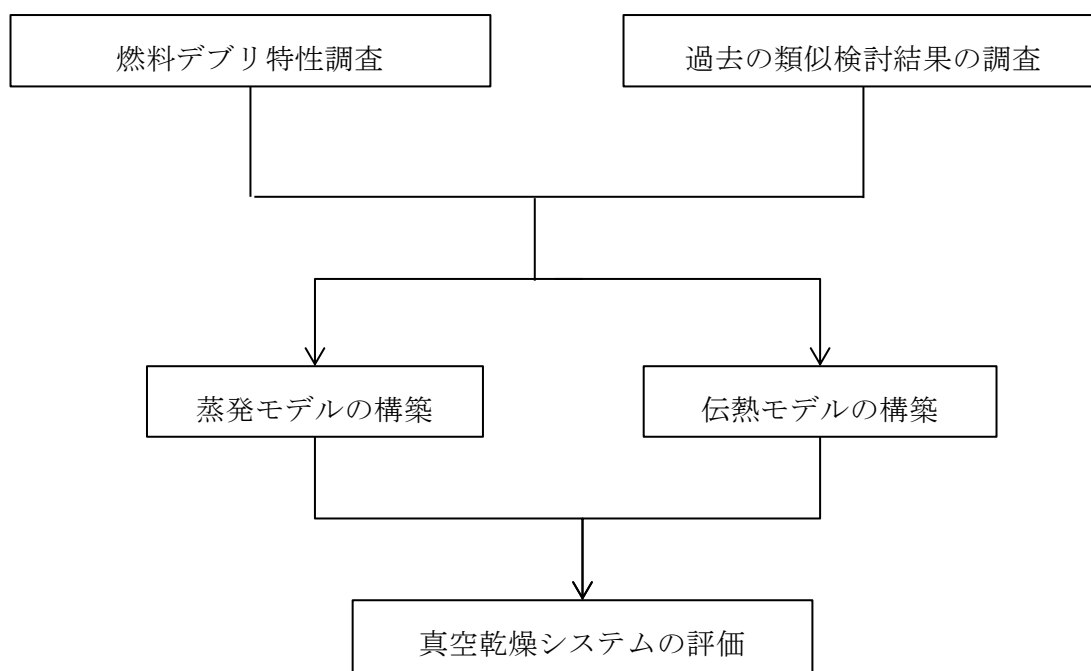 燃料デブリ特性調査
過去の類似検討結果の調査
蒸発モデルの構築
伝熱モデルの構築
真空乾燥システムの評価